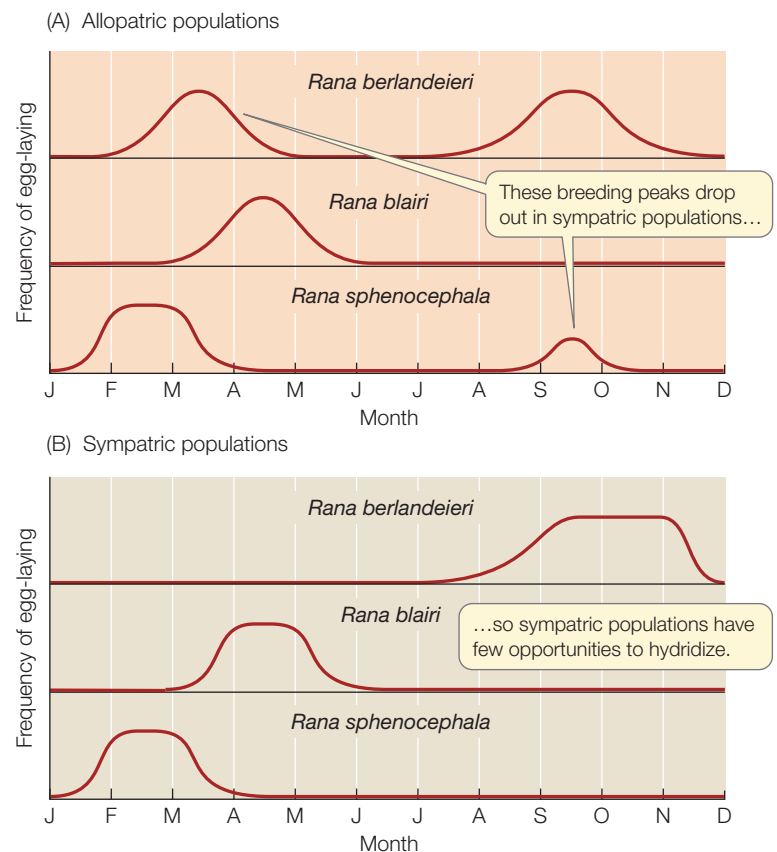 (A) Allopatric populations
Frequency of egg-laying
Rana berlandeieri
These breeding peaks drop
out in sympatric populations…
Rana blairi
Rana sphenocephala
J F M A M J J A S O N D
Month
(B) Sympatric populations
Frequency of egg-laying
Rana berlandeieri
Rana blairi
…so sympatric populations have
few opportunities to hydridize.
Rana sphenocephala
J F M A M J J A S O N D
Month